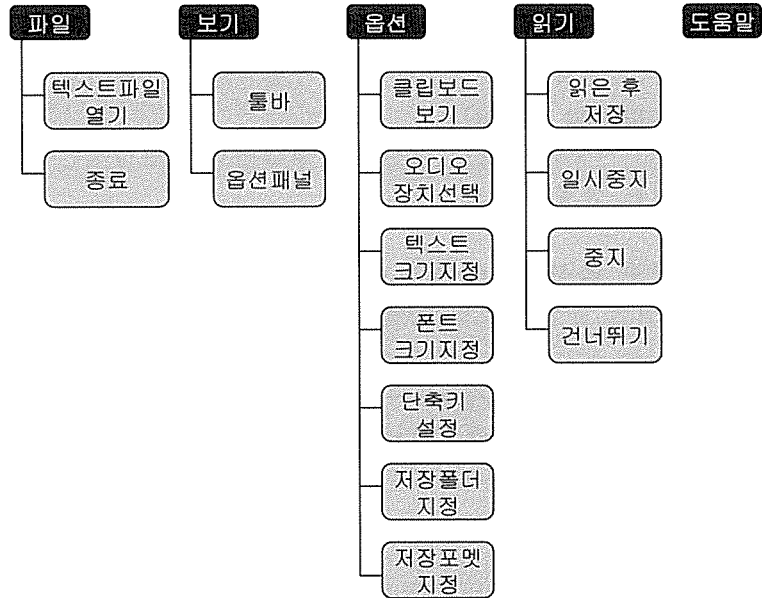 파일
텍스트파일
열기
종료
보기
툴바
옵션패널
옵션
클립보드
보기
오디오
장치선택
텍스트
크기지정
폰트
크기지정
단축키
설정
저장폴더
지정
저장포멧
지정
읽기
읽은 후
저장
일시중지
중지
건너뛰기
도움말